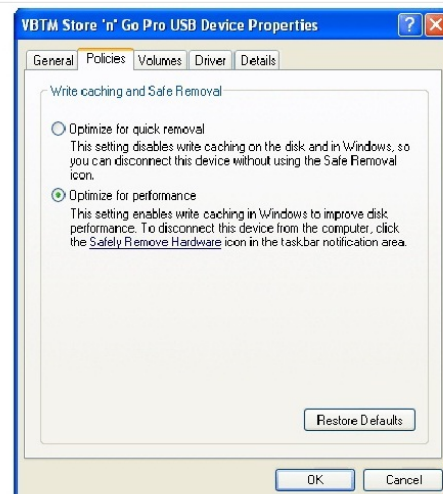 VBTM Store 'n' Go Pro USB Device Properties
General Policies Volumes Driver Details
Write caching and Safe Removal
Optimize for quick removal
This setting disables write caching on the disk and in Windows, so
you can disconnect this device without using the Safe Removal
icon.
Optimize for performance
This setting enables write caching in Windows to improve disk
performance. To disconnect this device from the computer, click
the Safely Remove Hardware icon in the taskbar notification area.
Restore Defaults
OK Cancel